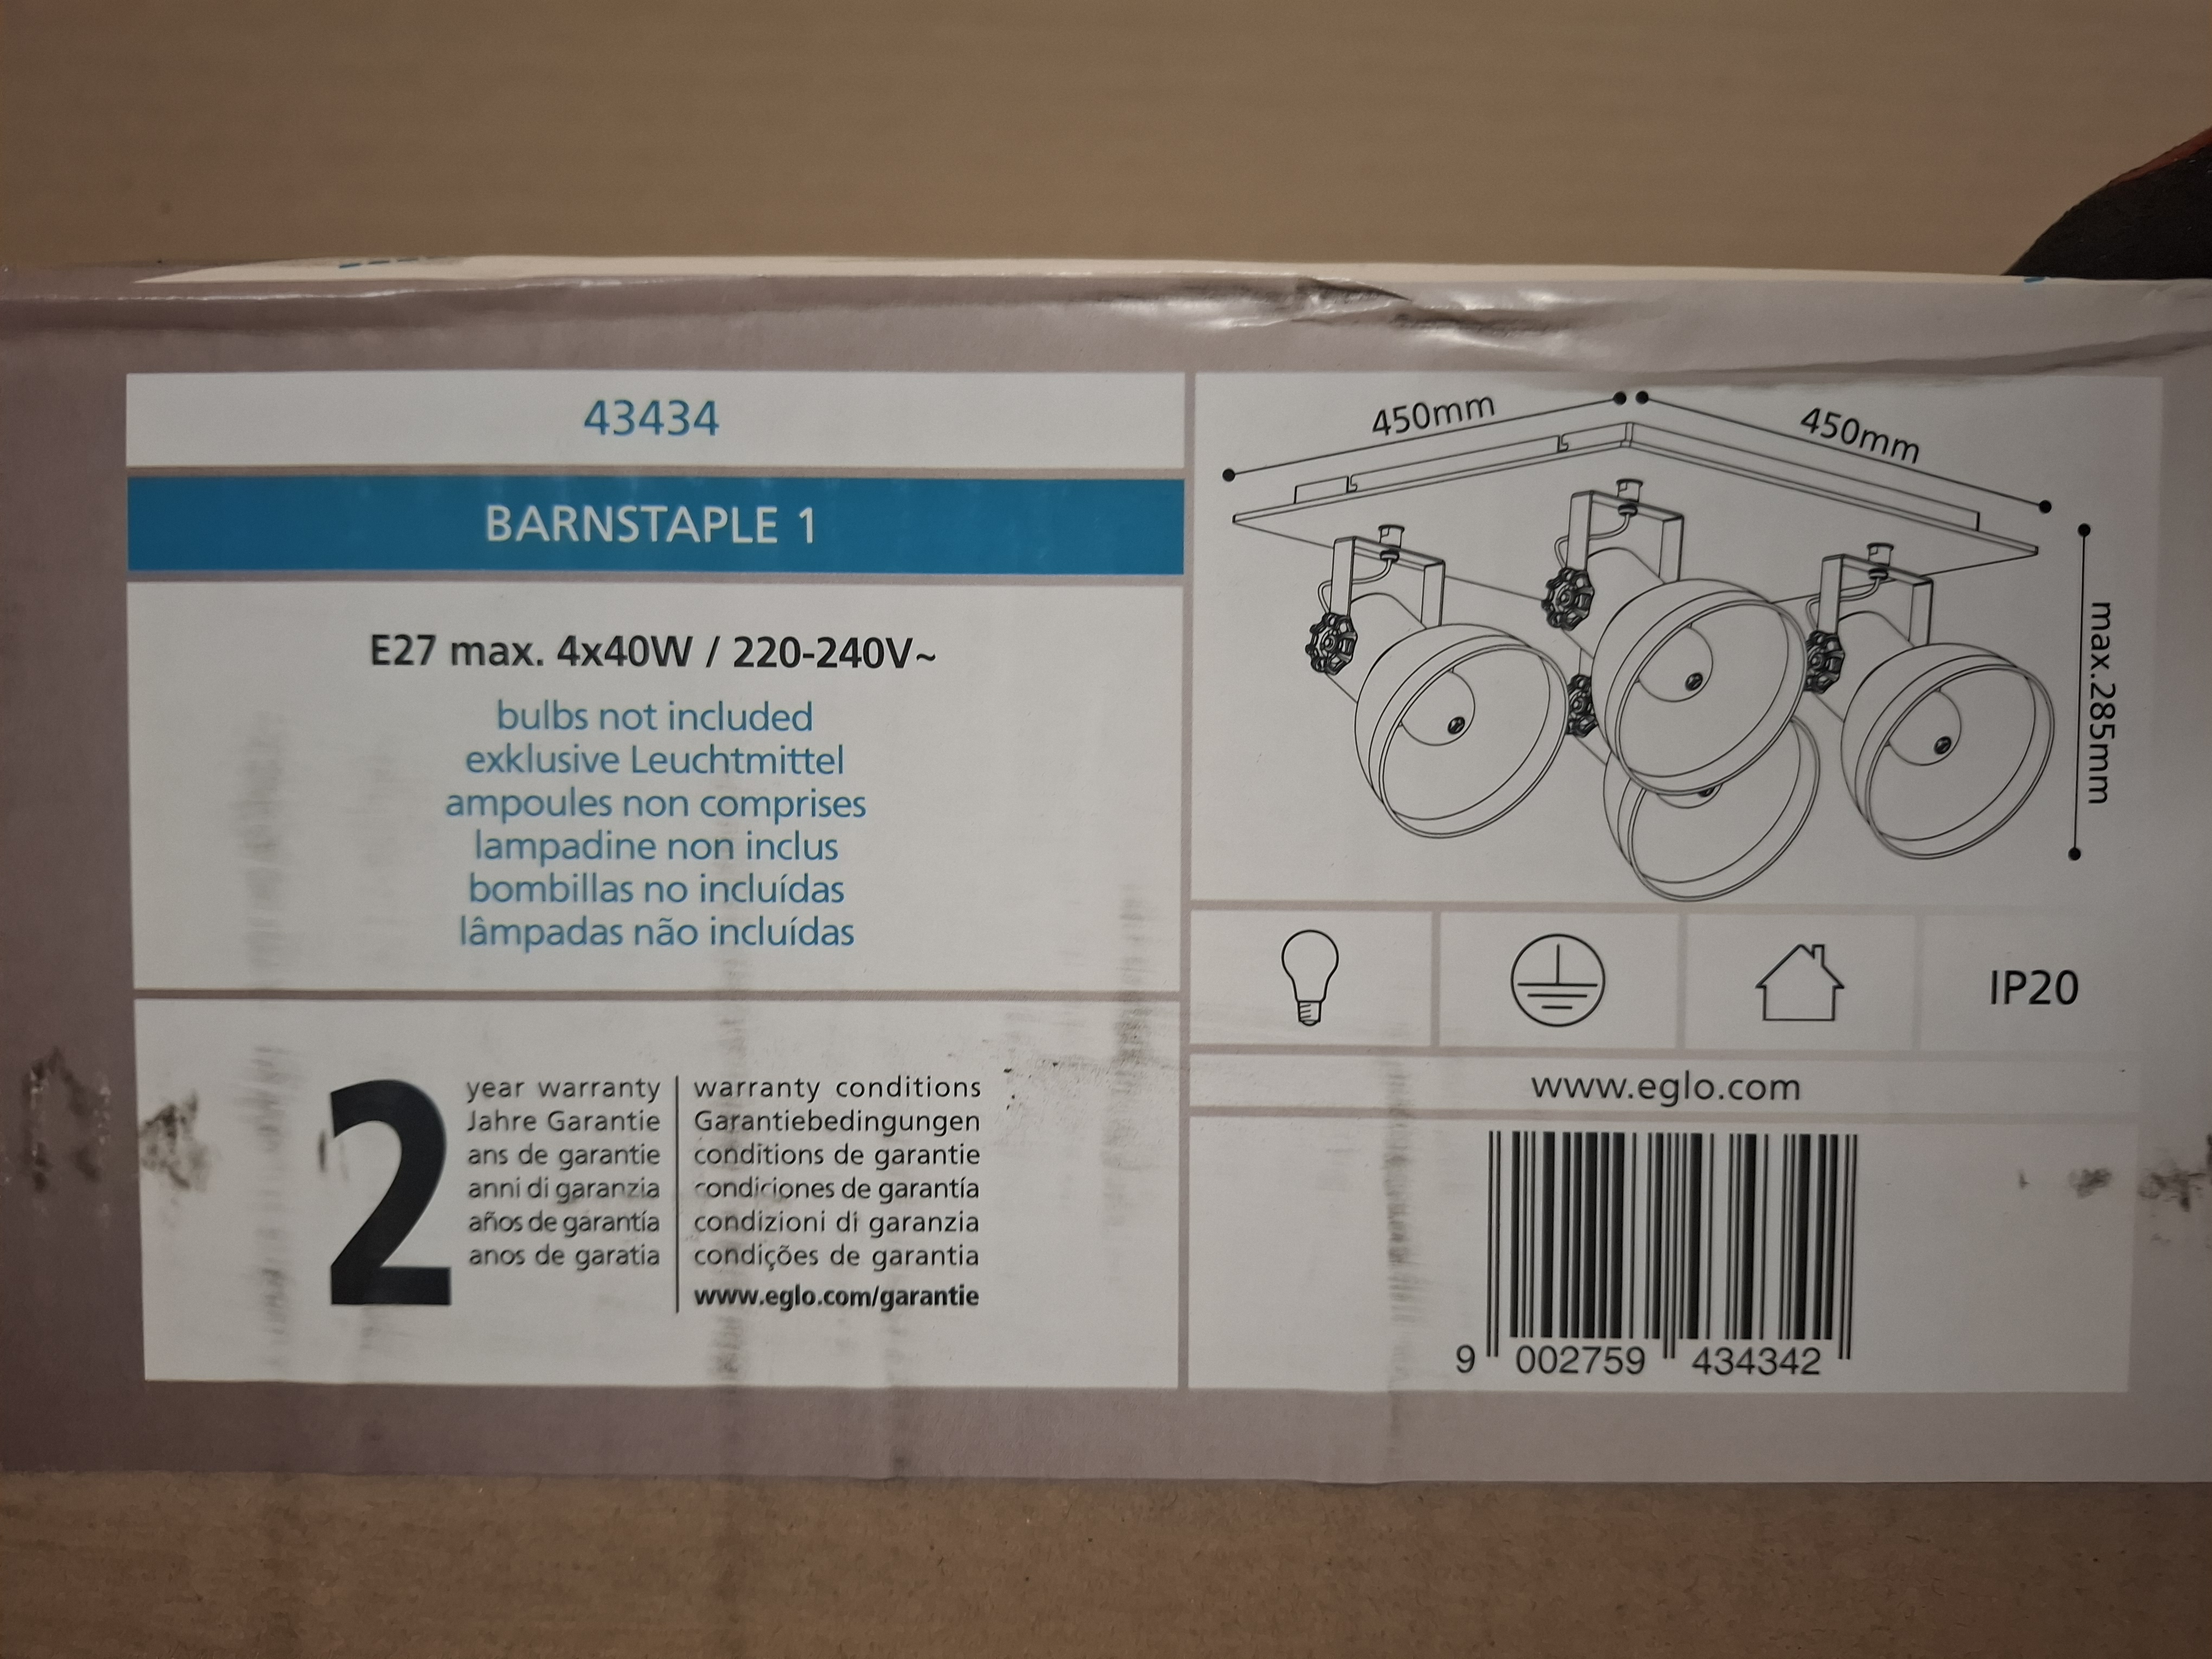 43434
BARNSTAPLE 1
E27 max. 4x40W / 220-240V~
bulbs not included
exklusive Leuchtmittel
ampoules non comprises
lampadine non inclus
bombillas no incluídas
lâmpadas não incluídas
2
year warranty
Jahre Garantie
ans de garantie
anni di garanzia
años de garantía
anos de garatia
warranty conditions
Garantiebedingungen
conditions de garantie
condiciones de garantía
condizioni di garanzia
condições de garantia
www.eglo.com/garantie
450mm
450mm
max.285mm
IP20
www.eglo.com
9 002759 434342